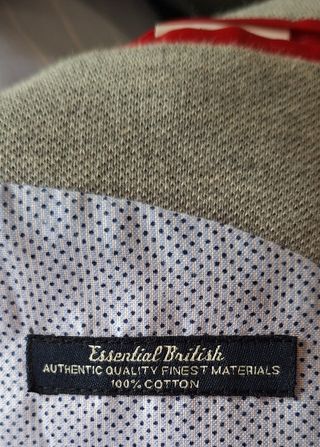 Essential British
AUTHENTIC QUALITY FINEST MATERIALS
100% COTTON